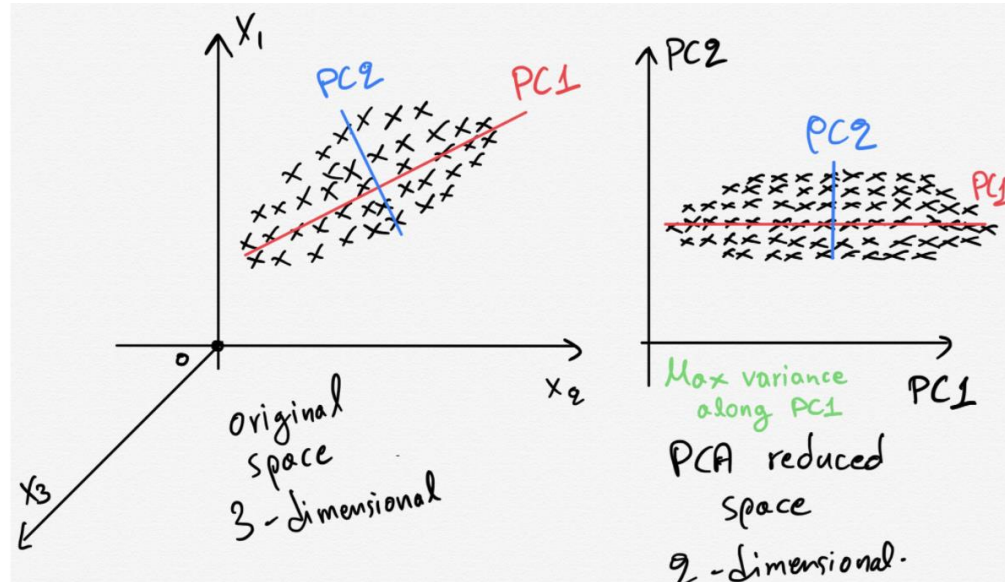 X1
PC2
PC1
0
X2
X3
original
space
3-dimensional
PC2
PC2
PC1
PC1
Max variance
along PC1
PCA reduced
space
2-dimensional.